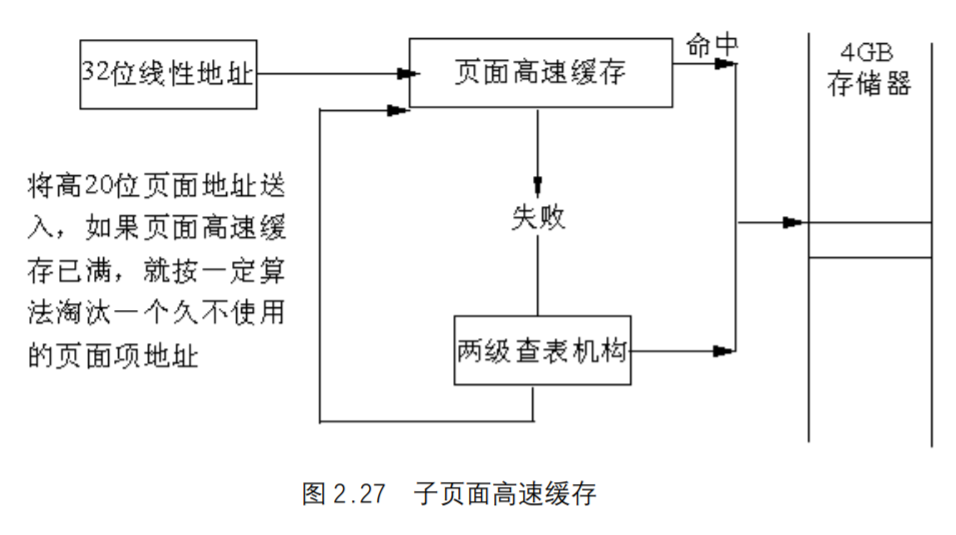 32位线性地址
页面高速缓存
命中
4GB
存储器
将高20位页面地址送
入，如果页面高速缓
存已满，就按一定算
法淘汰一个久不使用
的页面项地址
失败
两级查表机构
图 2.27 子页面高速缓存